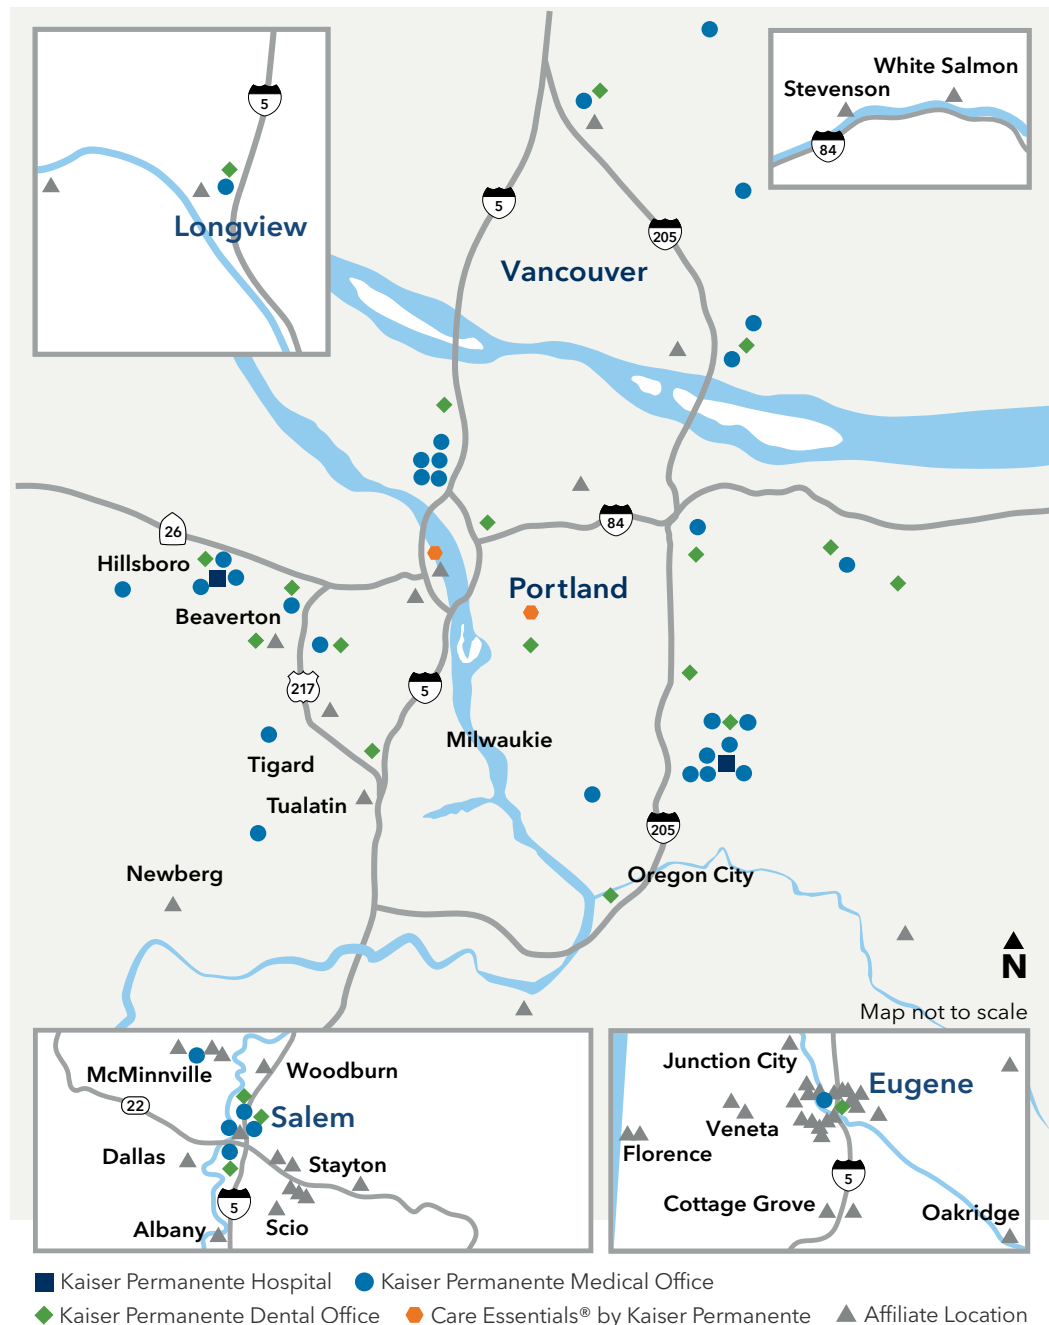 White Salmon
Stevenson
84
5
Longview
5
205
Vancouver
26
84
Hillsboro
Portland
Beaverton
217
5
Milwaukie
Tigard
Tualatin
205
Newberg
Oregon City
N
Map not to scale
McMinnville
Woodburn
22
Salem
Dallas
Stayton
5
Albany
Scio
Junction City
Eugene
Veneta
Florence
5
Cottage Grove
Oakridge
Kaiser Permanente Hospital Kaiser Permanente Medical Office
Kaiser Permanente Dental Office Care Essentials® by Kaiser Permanente Affiliate Location